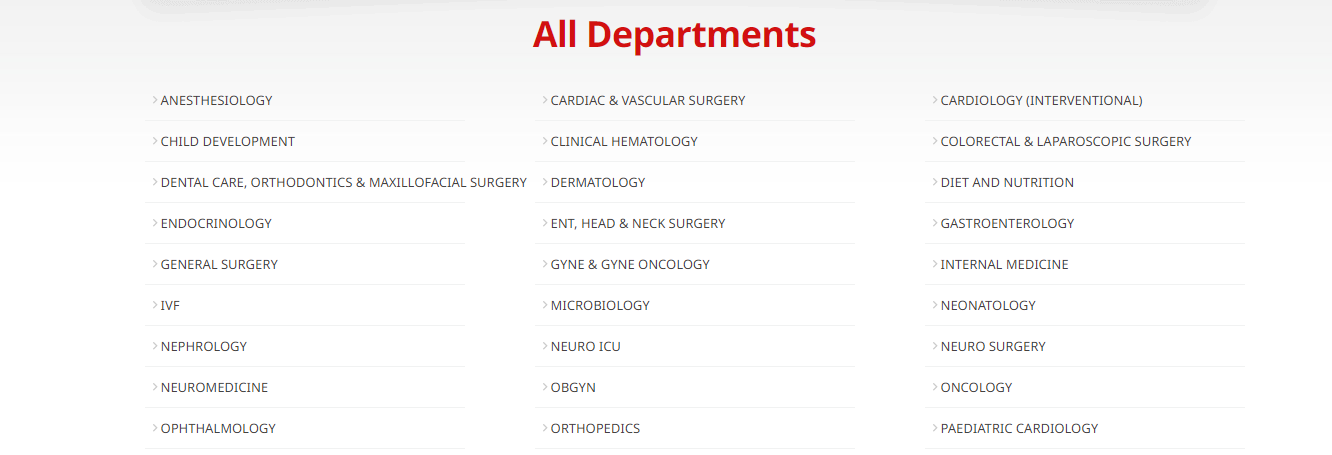 All Departments
ANESTHESIOLOGY
CARDIAC & VASCULAR SURGERY
CARDIOLOGY (INTERVENTIONAL)
CHILD DEVELOPMENT
CLINICAL HEMATOLOGY
COLORECTAL & LAPAROSCOPIC SURGERY
DENTAL CARE, ORTHODONTICS & MAXILLOFACIAL SURGERY
DERMATOLOGY
DIET AND NUTRITION
ENDOCRINOLOGY
ENT, HEAD & NECK SURGERY
GASTROENTEROLOGY
GENERAL SURGERY
GYNE & GYNE ONCOLOGY
INTERNAL MEDICINE
IVF
MICROBIOLOGY
NEONATOLOGY
NEPHROLOGY
NEURO ICU
NEURO SURGERY
NEUROMEDICINE
OBGYN
ONCOLOGY
OPHTHALMOLOGY
ORTHOPEDICS
PAEDIATRIC CARDIOLOGY